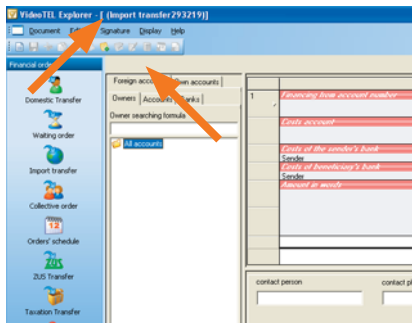 VideoTEL Explorer - [ (Import transfer293219)]
Document Signature Display Help
Financial
Foreign Own accounts
Domestic Transfer
Owners Accounts Banks
1 Financing from account number
Owner searching formula
Waiting order
Costs account
All accounts
Import transfer
Costs of the sender's bank
Sender
Costs of beneficiary's bank
Sender
Collective order
Amount in words
12
Orders' schedule
ZUS
ZUS Transfer
contact person
Taxation Transfer